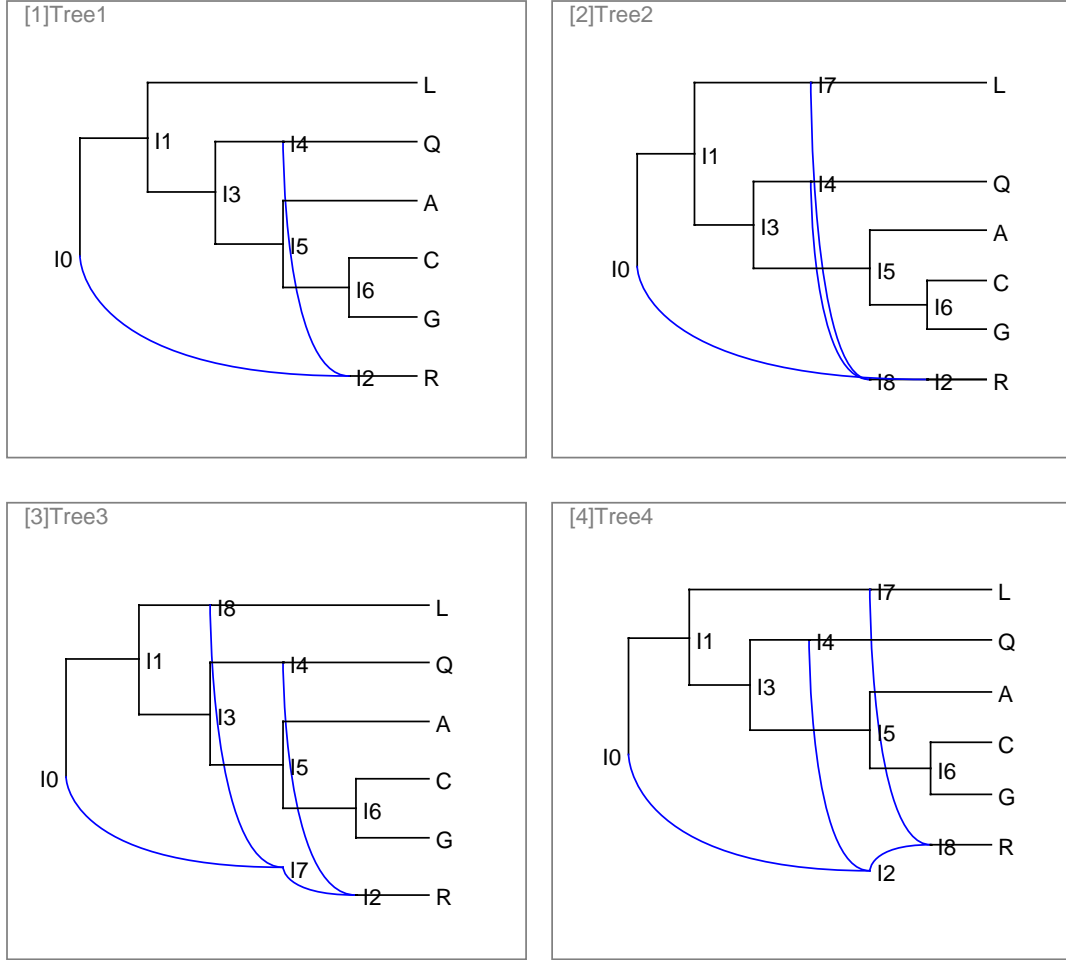 [1]Tree1
L
I1
I4
Q
I3
A
I5
I0
C
I6
G
I2
R
[2]Tree2
I7
L
I1
I4
Q
I3
A
I0
I5
C
I6
G
I8
I2
R
[3]Tree3
I8
L
I1
I4
Q
I3
A
I5
I0
C
I6
G
I7
I2
R
[4]Tree4
I7
L
I1
I4
Q
I3
A
I5
C
I0
I6
G
I8
R
I2